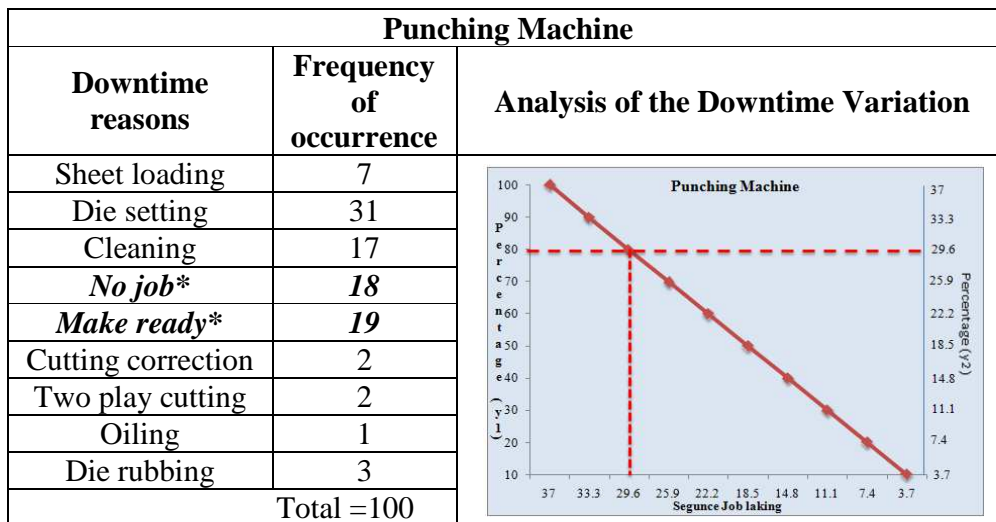 Punching Machine
Downtime reasons
Frequency of occurrence
Analysis of the Downtime Variation
Sheet loading 7
Die setting 31
Cleaning 17
No job* 18
Make ready* 19
Cutting correction 2
Two play cutting 2
Oiling 1
Die rubbing 3
Total =100
Punching Machine
Percentage (y1)
100
90
80
70
60
50
40
30
20
10
37
33.3
29.6
25.9
22.2
18.5
14.8
11.1
7.4
3.7
Percentage (y2)
37 33.3 29.6 25.9 22.2 18.5 14.8 11.1 7.4 3.7
Segunce Job laking